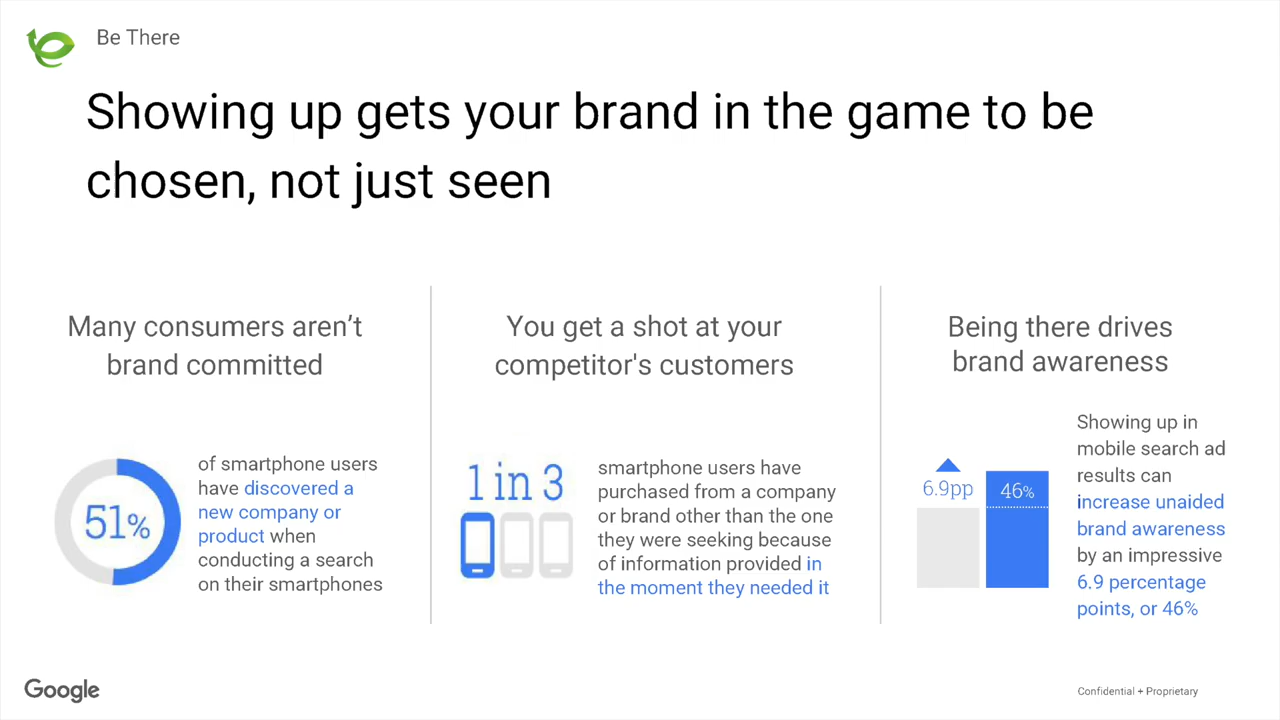 Be There
Showing up gets your brand in the game to be
chosen, not just seen
Many consumers aren't
brand committed
51%
of smartphone users
have discovered a
new company or
product when
conducting a search
on their smartphones
You get a shot at your
competitor's customers
1 in 3
smartphone users have
purchased from a company
or brand other than the one
they were seeking because
of information provided in
the moment they needed it
Being there drives
brand awareness
6.9pp
46%
Showing up in
mobile search ad
results can
increase unaided
brand awareness
by an impressive
6.9 percentage
points, or 46%
Google
Confidential + Proprietary